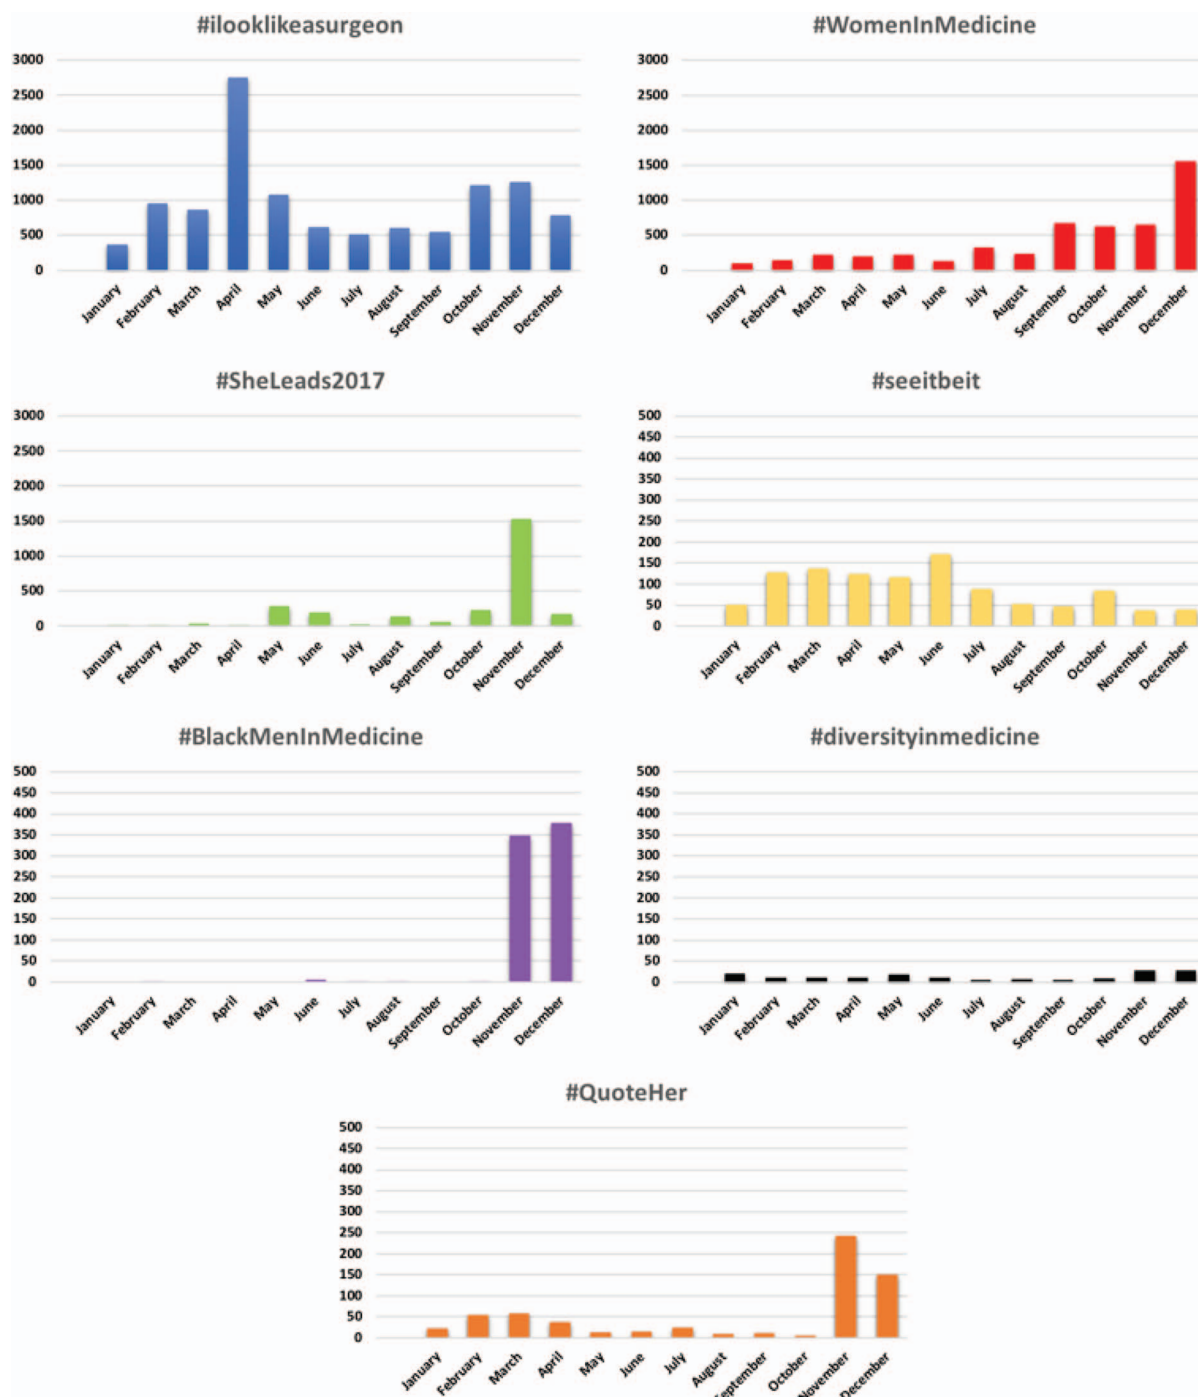 #ilooklikeasurgeon
3000
2500
2000
1500
1000
500
0
January
February
March
April
May
June
July
August
September
October
November
December
#WomenInMedicine
3000
2500
2000
1500
1000
500
0
January
February
March
April
May
June
July
August
September
October
November
December
#SheLeads2017
3000
2500
2000
1500
1000
500
0
January
February
March
April
May
June
July
August
September
October
November
December
#seeitbeit
500
450
400
350
300
250
200
150
100
50
0
January
February
March
April
May
June
July
August
September
October
November
December
#BlackMenInMedicine
500
450
400
350
300
250
200
150
100
50
0
January
February
March
April
May
June
July
August
September
October
November
December
#diversityinmedicine
500
450
400
350
300
250
200
150
100
50
0
January
February
March
April
May
June
July
August
September
October
November
December
#QuoteHer
500
450
400
350
300
250
200
150
100
50
0
January
February
March
April
May
June
July
August
September
October
November
December